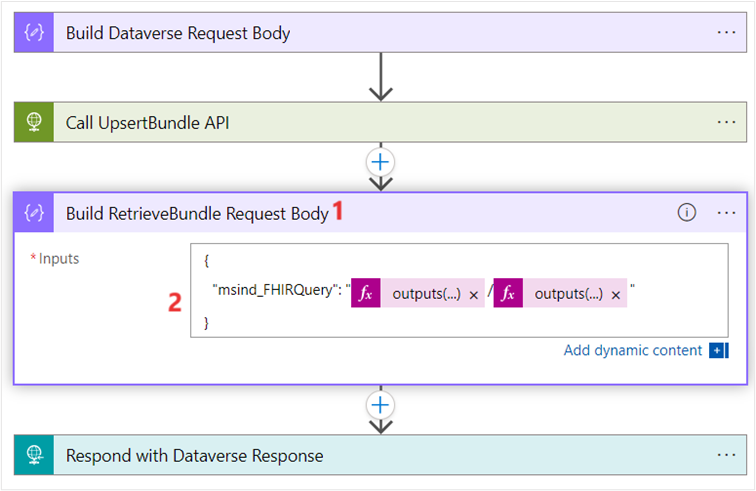 Build Dataverse Request Body
Call UpsertBundle API
Build RetrieveBundle Request Body 1
*Inputs
{
2
"msind_FHIRQuery": "fx outputs(...) × / fx outputs(...) × "
}
Add dynamic content
Respond with Dataverse Response